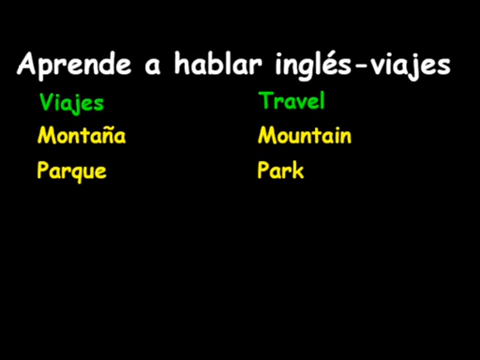 Aprende a hablar inglés-viajes
Viajes Travel
Montaña Mountain
Parque Park